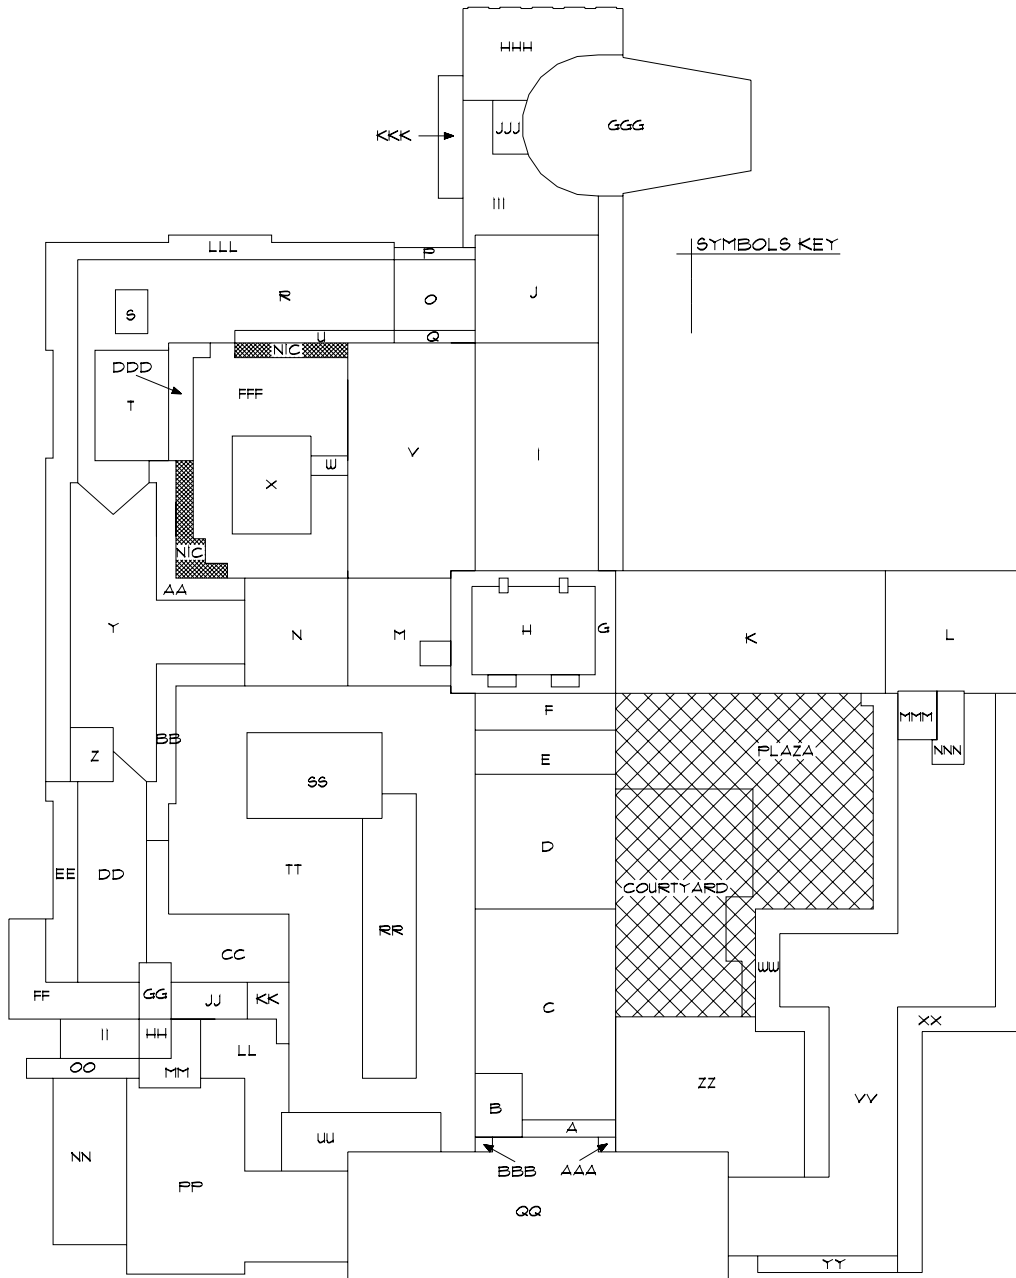 HHH
GGG
JJJ
KKK
III
SYMBOLS KEY
LLL
P
R
O
J
S
U
Q
NIC
DDD
FFF
T
V
I
W
X
NIC
AA
Y
N
M
H
G
K
L
F
MMM
BB
PLAZA
NNN
Z
E
SS
D
TT
EE
DD
COURTYARD
RR
CC
WW
FF
GG
JJ
KK
C
XX
II
HH
LL
OO
MM
ZZ
VV
B
A
UU
NN
BBB
AAA
PP
QQ
YY